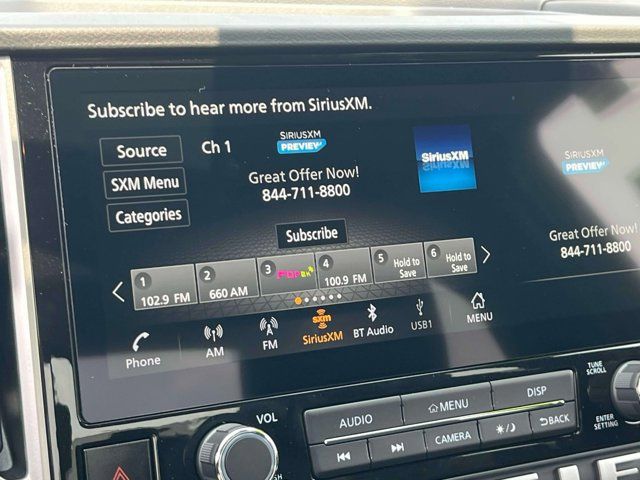 Subscribe to hear more from SiriusXM.
Source
Ch 1
SIRIUSXM
PREVIEW
SiriusXM
SIRIUSXM
PREVIEW
SXM Menu
Great Offer Now!
844-711-8800
Categories
Great Offer Now!
844-711-8800
Subscribe
1
102.9 FM
2
660 AM
3
4
100.9 FM
5
Hold to
Save
6
Hold to
Save
Phone
AM
FM
sxm
SiriusXM
BT Audio
USB1
MENU
VOL
AUDIO
MENU
DISP
CAMERA
BACK
TUNE
SCROLL
ENTER
SETTING